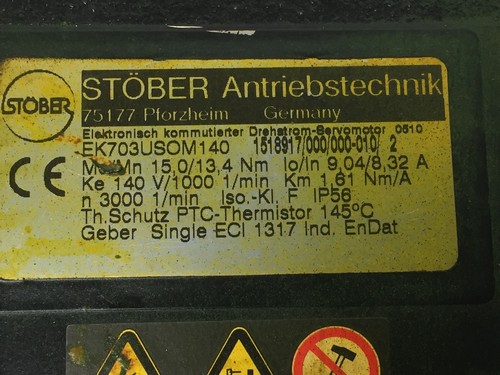 STÖBER
STÖBER Antriebstechnik
75177 Pforzheim Germany
Elektronisch kommutierter Drehstrom-Servomotor 0510
EK703USOM140 1518917/000/000-010/ 2
Mo/Mn 15,0/13,4 Nm Io/In 9,04/8,32 A
Ke 140 V/1000 1/min Km 1,61 Nm/A
n 3000 1/min Iso.-Kl. F IP56
Th.Schutz PTC-Thermistor 145°C
Geber Single ECI 1317 Ind. EnDat